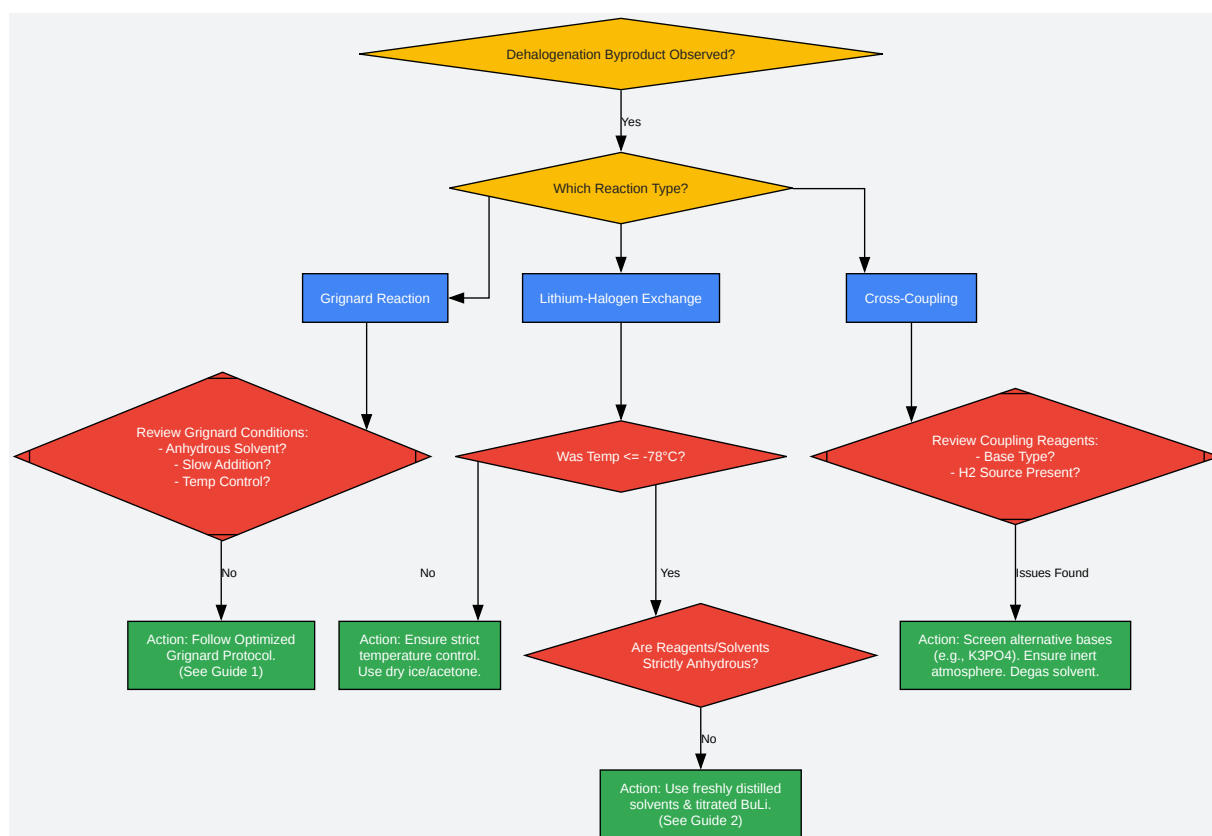 Dehalogenation Byproduct Observed?
Yes
Which Reaction Type?
Grignard Reaction
Lithium-Halogen Exchange
Cross-Coupling
Review Grignard Conditions:
- Anhydrous Solvent?
- Slow Addition?
- Temp Control?
Was Temp <= -78°C?
Review Coupling Reagents:
- Base Type?
- H2 Source Present?
No
No
Yes
Issues Found
Action: Follow Optimized
Grignard Protocol.
(See Guide 1)
Action: Ensure strict
temperature control.
Use dry ice/acetone.
Are Reagents/Solvents
Strictly Anhydrous?
Action: Screen alternative bases
(e.g., K3PO4). Ensure inert
atmosphere. Degas solvent.
No
Action: Use freshly distilled
solvents & titrated BuLi.
(See Guide 2)